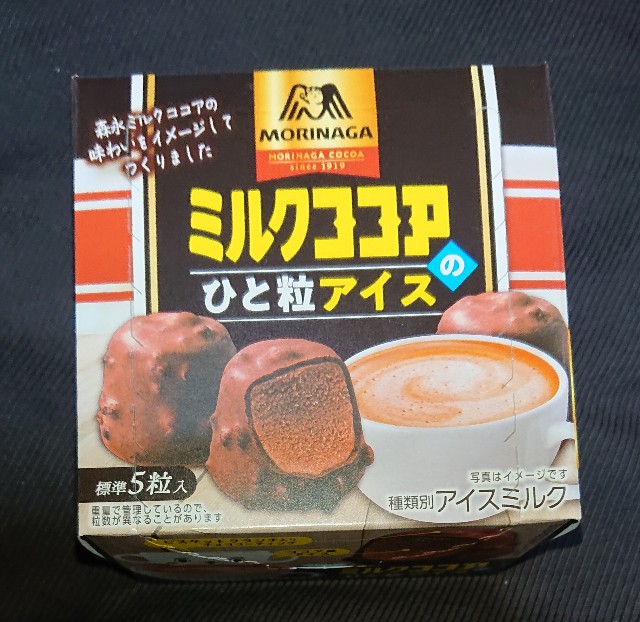 森永ミルクココアの
味わいをイメージして
つくりました
MORINAGA
MORINAGA COCOA
since 1919
ミルクココアの
ひと粒アイス
標準5粒入
重量で管理しているので、
粒数が異なることがあります
写真はイメージです
種類別アイスミルク